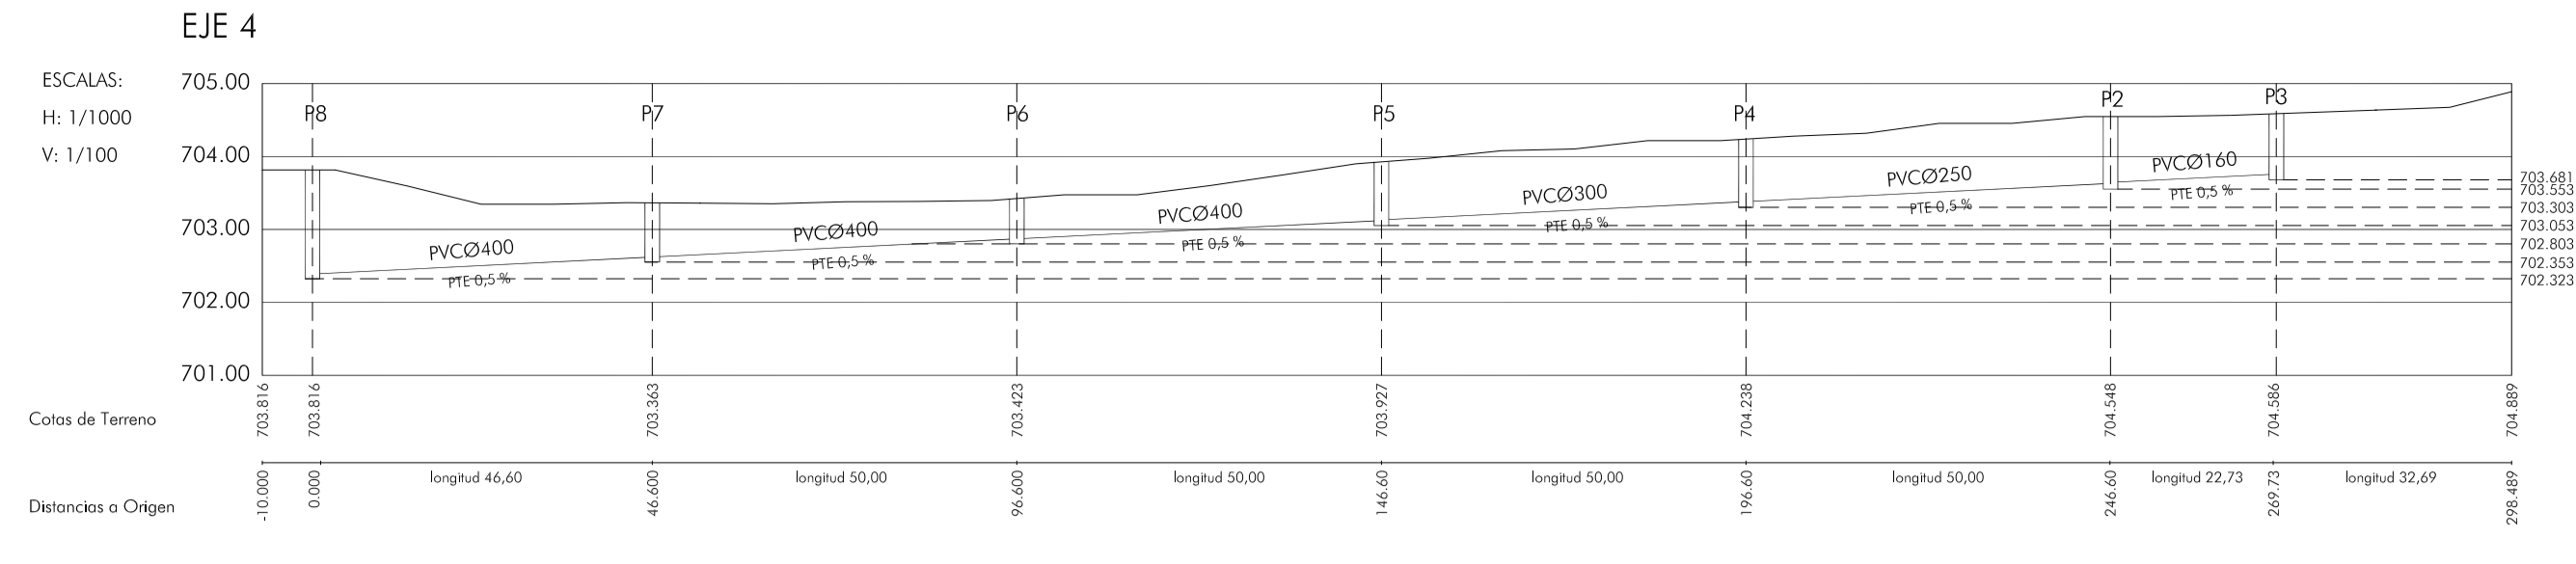 EJE 4
ESCALAS:
H: 1/1000
V: 1/100
705.00
704.00
703.00
702.00
701.00
P8
P7
P6
P5
P4
P2
P3
PVCØ400
PVCØ400
PVCØ400
PVCØ300
PVCØ250
PVCØ160
PTE 0,5 %
PTE 0,5 %
PTE 0,5 %
PTE 0,5 %
PTE 0,5 %
PTE 0,5 %
703.681
703.553
703.303
703.053
702.803
702.353
702.323
Cotas de Terreno
703.816
703.816
703.363
703.423
703.927
704.238
704.548
704.586
704.889
longitud 46,60
longitud 50,00
longitud 50,00
longitud 50,00
longitud 50,00
longitud 22,73
longitud 32,69
Distancias a Origen
-10.000
0.000
46.600
96.600
146.60
196.60
246.60
269.73
298.489